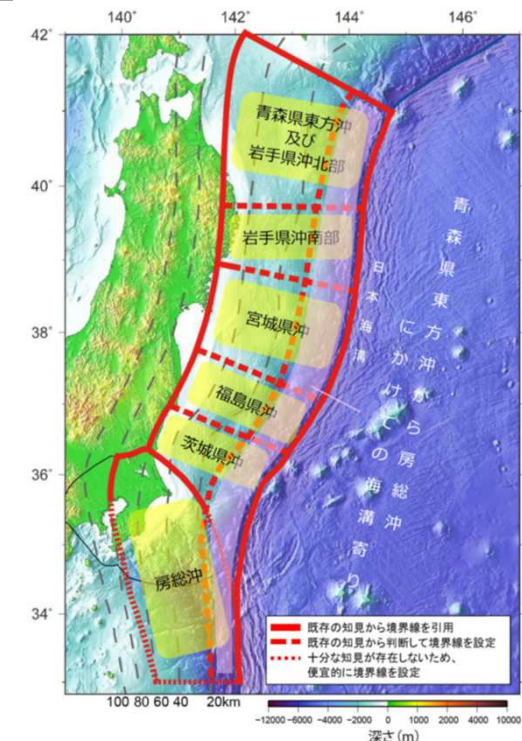 140°
142°
144°
146°
42°
40°
38°
36°
34°
青森県東方沖
及び
岩手県沖北部
岩手県沖南部
宮城県沖
福島県沖
茨城県沖
房総沖
日本海溝
青森県東方沖から房総沖
にかけての海溝寄り
既存の知見から境界線を引用
既存の知見から判断して境界線を設定
十分な知見が存在しないため、
便宜的に境界線を設定
100 80 60 40 20km
-12000 -6000 -4000 -2000 0 1000 2000 4000 10000
深さ(m)